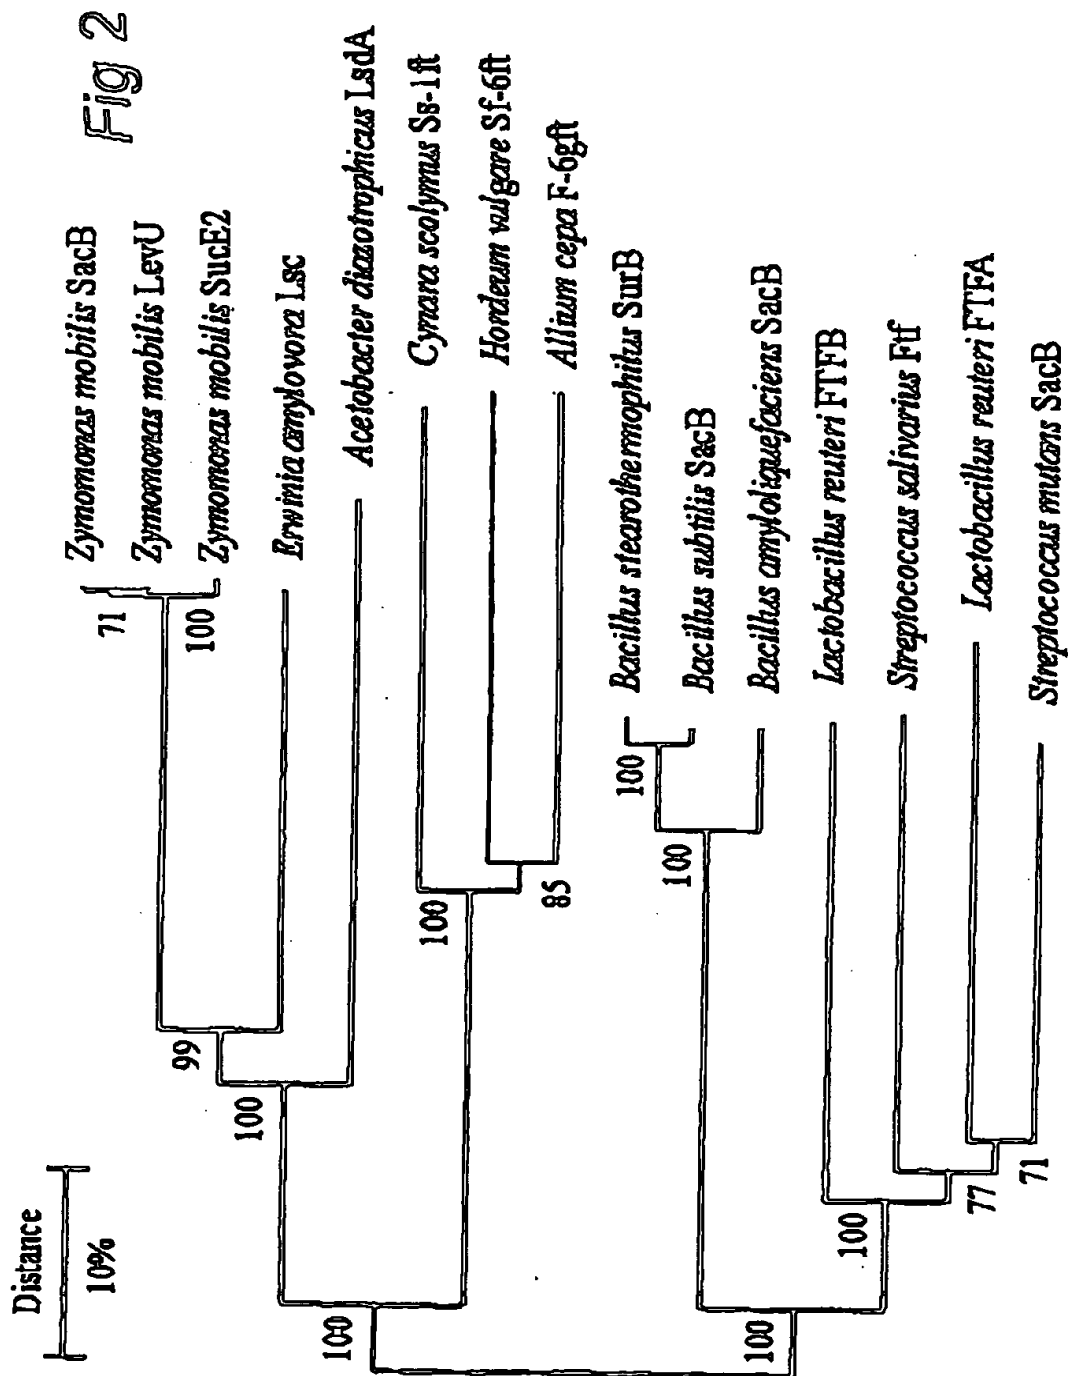 Fig 2
Distance
10%
Zymomonas mobilis SacB
Zymomonas mobilis LevU
Zymomonas mobilis SucE2
Erwinia amylovora Lsc
Acetobacter diazotrophicus LsdA
Cynara scolymus Ss-1ft
Hordeum vulgare Sf-6ft
Allium cepa F-6gft
Bacillus stearothermophilus SurB
Bacillus subtilis SacB
Bacillus amyloliquefaciens SacB
Lactobacillus reuteri FTFB
Streptococcus salivarius Ftf
Lactobacillus reuteri FTFA
Streptococcus mutans SacB
71
100
99
100
100
85
100
100
100
100
77
71
100